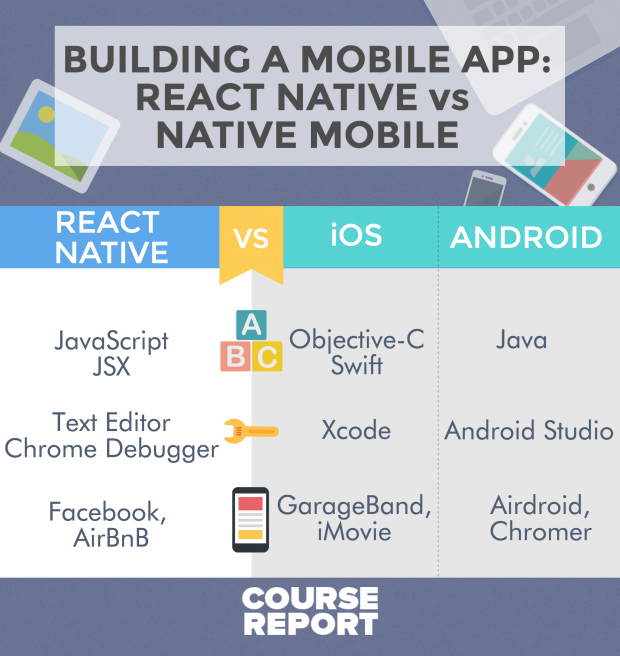 BUILDING A MOBILE APP:
REACT NATIVE vs
NATIVE MOBILE
REACT
NATIVE
VS
iOS
ANDROID
JavaScript
JSX
A
B C
Objective-C
Swift
Java
Text Editor
Chrome Debugger
Xcode
Android Studio
Facebook,
AirBnB
GarageBand,
iMovie
Airdroid,
Chromer
COURSE
REPORT